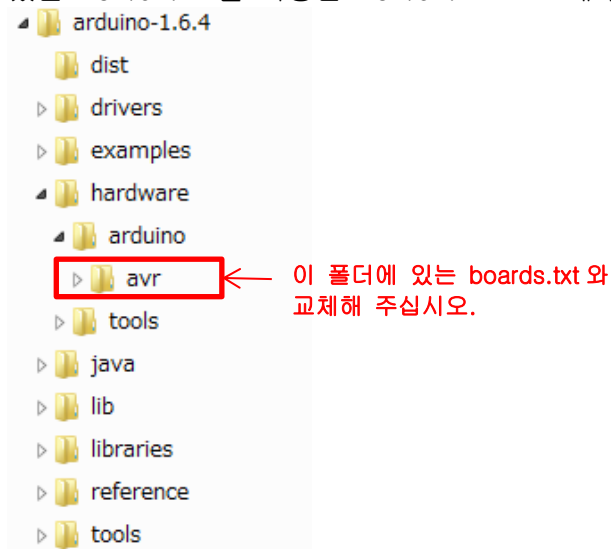 arduino-1.6.4
dist
drivers
examples
hardware
arduino
avr
이 폴더에 있는 boards.txt 와
교체해 주십시오.
tools
java
lib
libraries
reference
tools